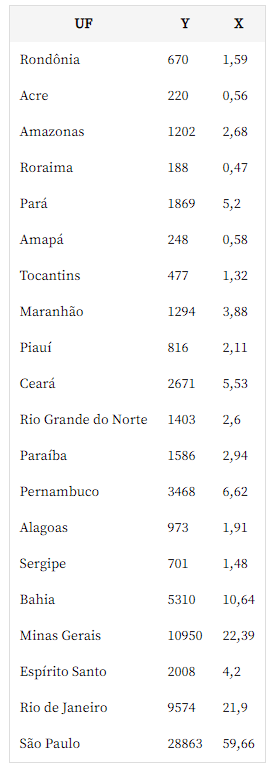 UF Y X
Rondônia 670 1,59
Acre 220 0,56
Amazonas 1202 2,68
Roraima 188 0,47
Pará 1869 5,2
Amapá 248 0,58
Tocantins 477 1,32
Maranhão 1294 3,88
Piauí 816 2,11
Ceará 2671 5,53
Rio Grande do Norte 1403 2,6
Paraíba 1586 2,94
Pernambuco 3468 6,62
Alagoas 973 1,91
Sergipe 701 1,48
Bahia 5310 10,64
Minas Gerais 10950 22,39
Espírito Santo 2008 4,2
Rio de Janeiro 9574 21,9
São Paulo 28863 59,66